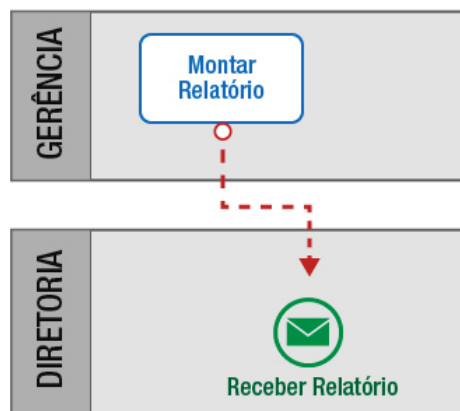 GERÊNCIA
Montar
Relatório
DIRETORIA
Receber Relatório